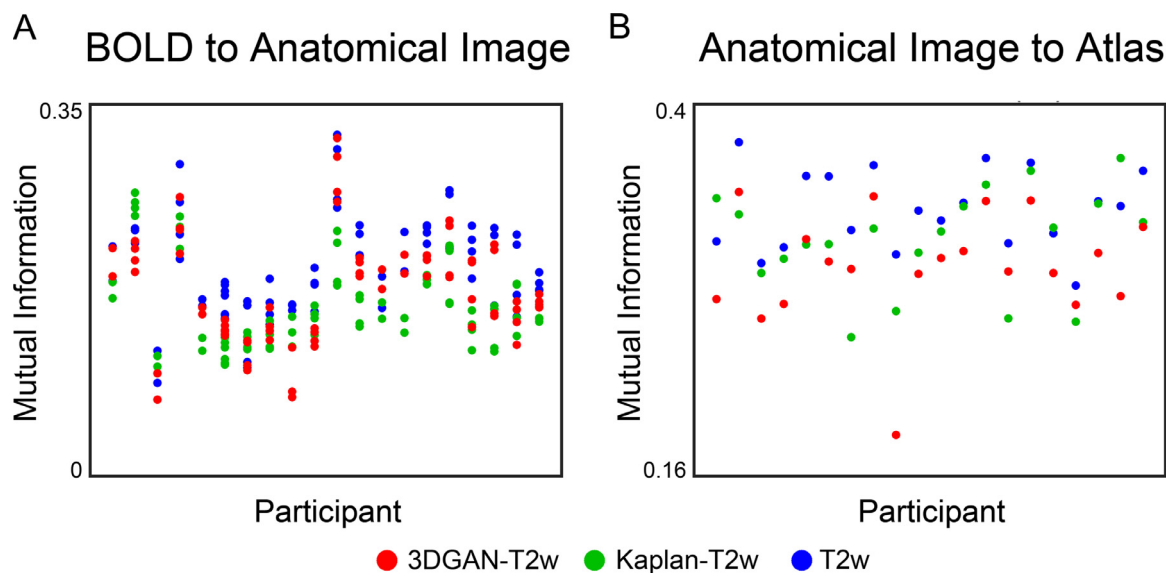 A
BOLD to Anatomical Image
0.35
Mutual Information
0
Participant
B
Anatomical Image to Atlas
0.4
Mutual Information
0.16
Participant
3DGAN-T2w
Kaplan-T2w
T2w